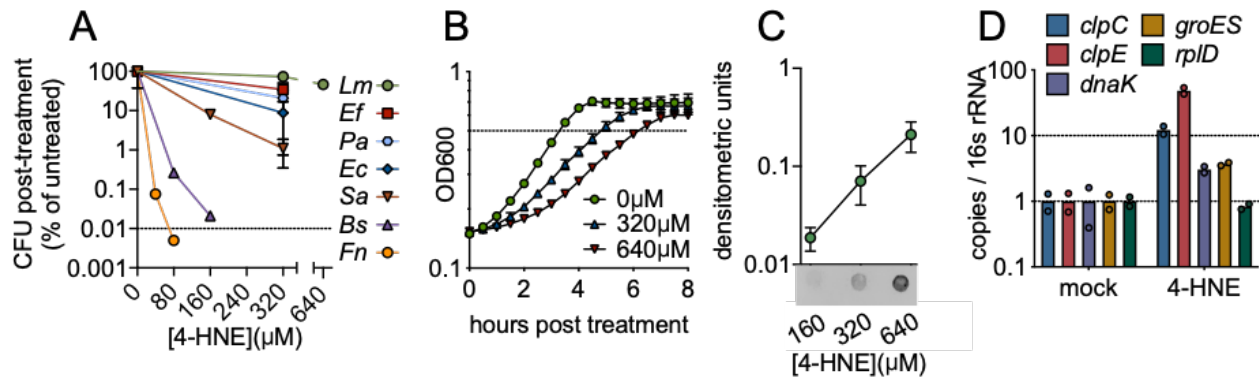 A
CFU post-treatment
(% of untreated)
100
10
1
0.1
0.01
0.001
0
80
160
240
320
640
[4-HNE](µM)
Lm
Ef
Pa
Ec
Sa
Bs
Fn
B
OD600
1
0.1
0µM
320µM
640µM
0
2
4
6
8
hours post treatment
C
densitometric units
1
0.1
0.01
160
320
640
[4-HNE](µM)
D
clpC
groES
clpE
rplD
dnaK
copies / 16s rRNA
100
10
1
0.1
mock
4-HNE